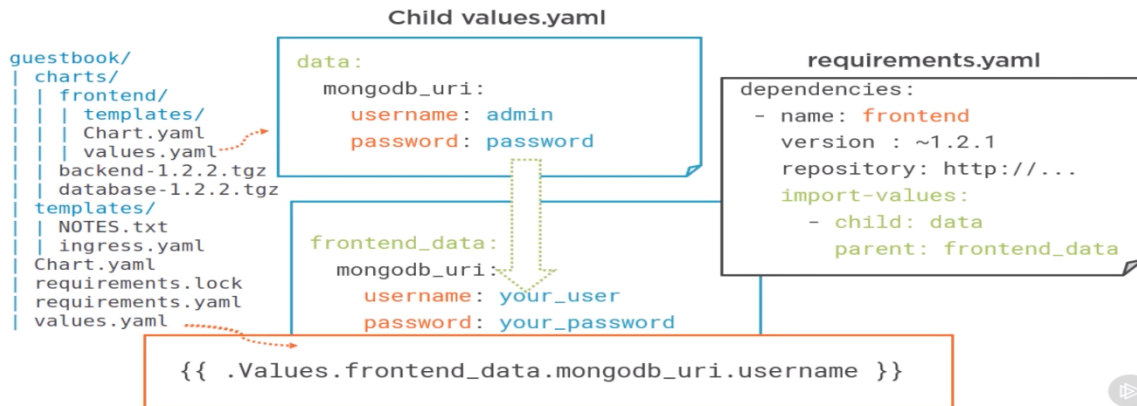 Child values.yaml
guestbook/
| charts/
| | frontend/
| | | templates/
| | | Chart.yaml
| | | values.yaml
| | backend-1.2.2.tgz
| | database-1.2.2.tgz
| templates/
| | NOTES.txt
| | ingress.yaml
| Chart.yaml
| requirements.lock
| requirements.yaml
| values.yaml
data:
mongodb_uri:
username: admin
password: password
frontend_data:
mongodb_uri:
username: your_user
password: your_password
requirements.yaml
dependencies:
- name: frontend
version : ~1.2.1
repository: http://...
import-values:
- child: data
parent: frontend_data
{{ .Values.frontend_data.mongodb_uri.username }}